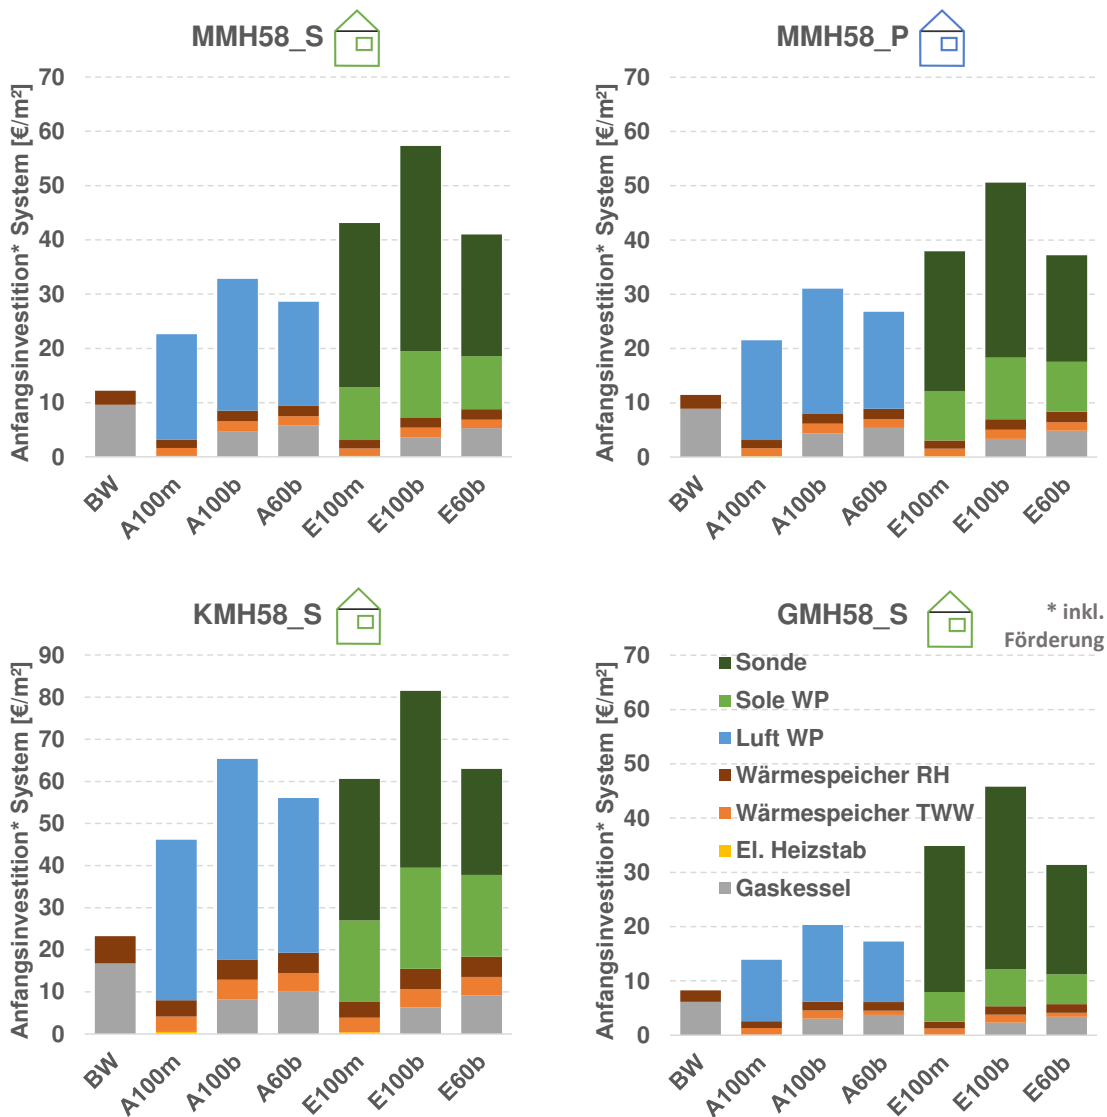 MMH58_S
Anfangsinvestition* System [€/m²]
70
60
50
40
30
20
10
0
BW
A100m
A100b
A60b
E100m
E100b
E60b
MMH58_P
Anfangsinvestition* System [€/m²]
70
60
50
40
30
20
10
0
BW
A100m
A100b
A60b
E100m
E100b
E60b
KMH58_S
Anfangsinvestition* System [€/m²]
90
80
70
60
50
40
30
20
10
0
BW
A100m
A100b
A60b
E100m
E100b
E60b
GMH58_S
* inkl.
Förderung
Anfangsinvestition* System [€/m²]
70
60
50
40
30
20
10
0
Sonde
Sole WP
Luft WP
Wärmespeicher RH
Wärmespeicher TWW
El. Heizstab
Gaskessel
BW
A100m
A100b
A60b
E100m
E100b
E60b